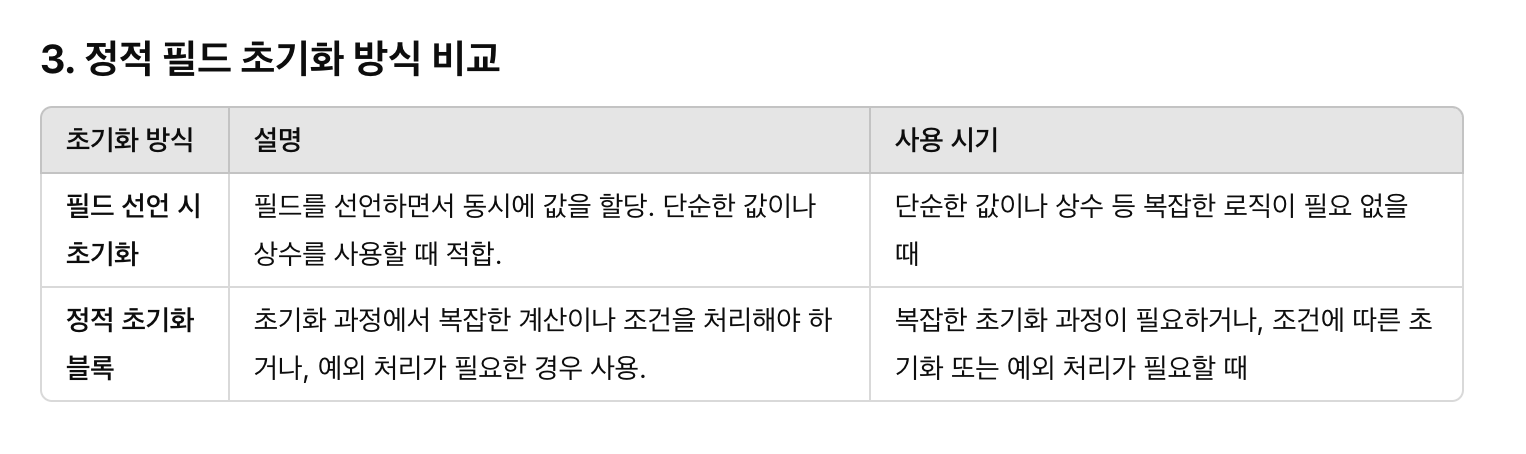 3. 정적 필드 초기화 방식 비교
초기화 방식
설명
사용 시기
필드 선언 시
초기화
필드를 선언하면서 동시에 값을 할당. 단순한 값이나
상수를 사용할 때 적합.
단순한 값이나 상수 등 복잡한 로직이 필요 없을
때
정적 초기화
블록
초기화 과정에서 복잡한 계산이나 조건을 처리해야 하
거나, 예외 처리가 필요한 경우 사용.
복잡한 초기화 과정이 필요하거나, 조건에 따른 초
기화 또는 예외 처리가 필요할 때